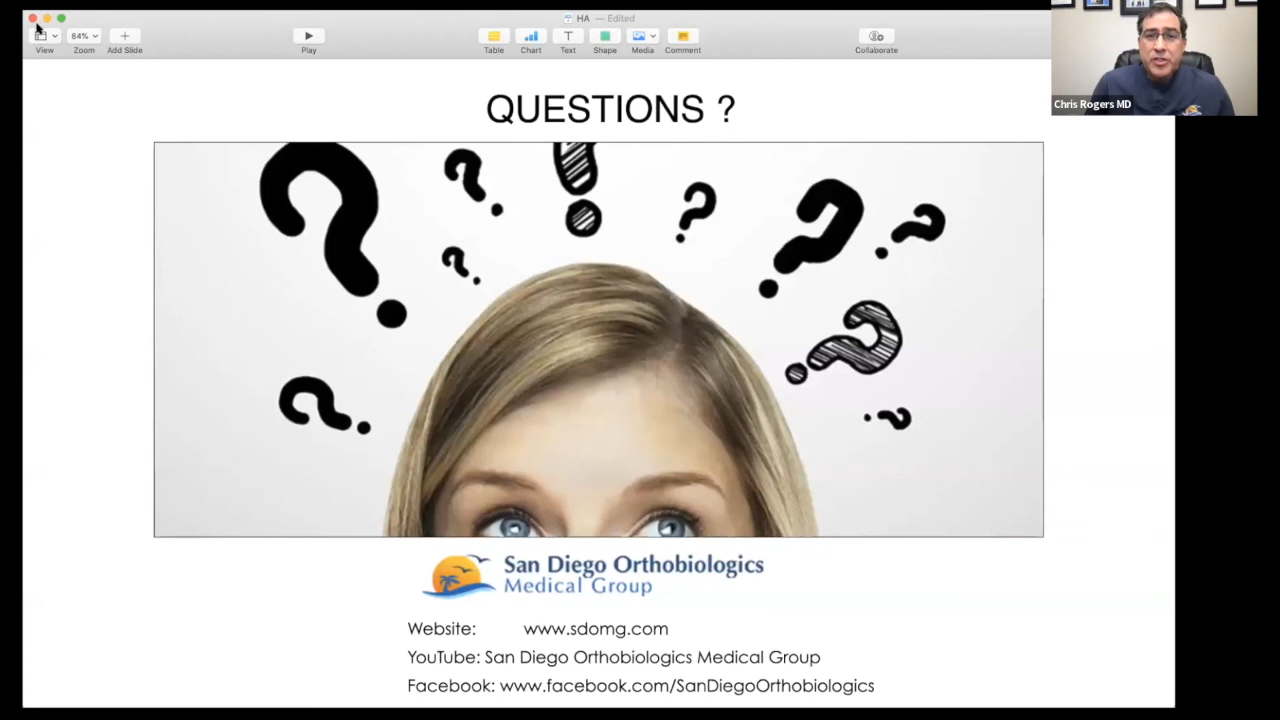 HA — Edited
84%
View Zoom Add Slide Play Table Chart Text Shape Media Comment Collaborate
Chris Rogers MD
QUESTIONS ?
San Diego Orthobiologics
Medical Group
Website: www.sdomg.com
YouTube: San Diego Orthobiologics Medical Group
Facebook: www.facebook.com/SanDiegoOrthobiologics